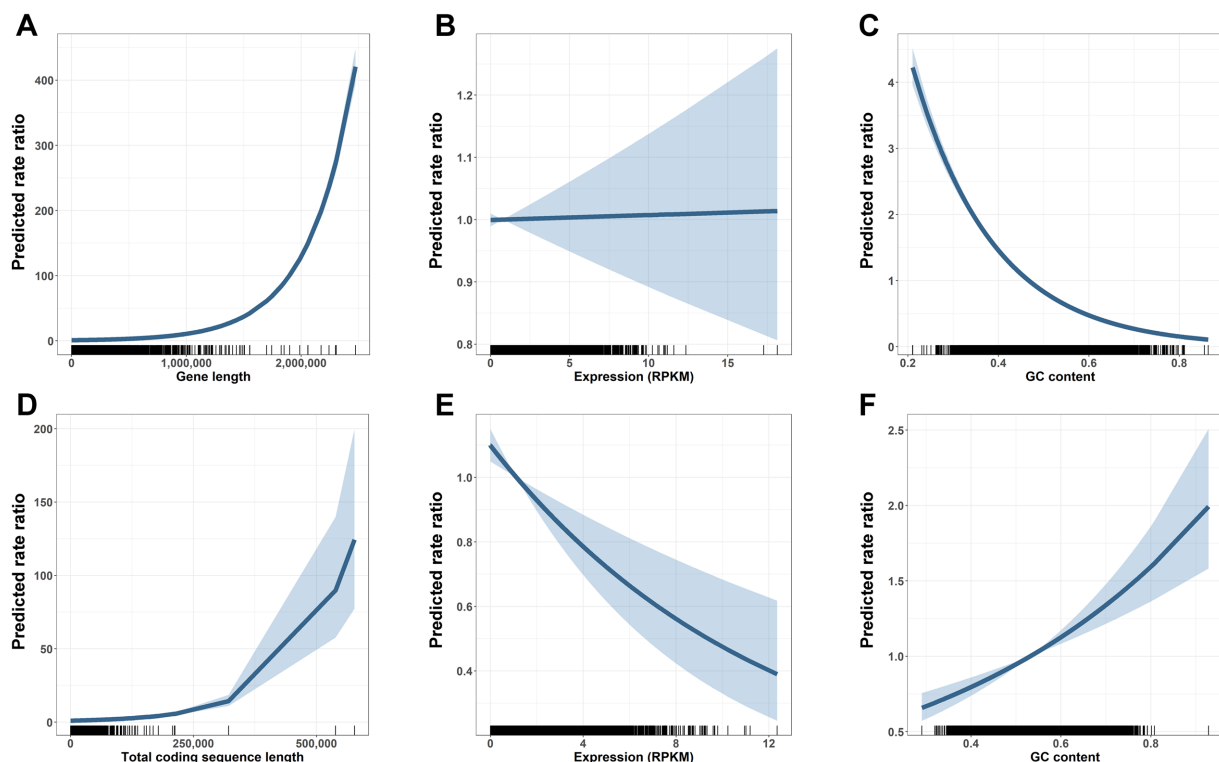 A
Predicted rate ratio
400
300
200
100
0
0
1,000,000
2,000,000
Gene length
B
Predicted rate ratio
1.2
1.1
1.0
0.9
0.8
0
5
10
15
Expression (RPKM)
C
Predicted rate ratio
4
3
2
1
0
0.2
0.4
0.6
0.8
GC content
D
Predicted rate ratio
200
150
100
50
0
0
250,000
500,000
Total coding sequence length
E
Predicted rate ratio
1.0
0.8
0.6
0.4
0
4
8
12
Expression (RPKM)
F
Predicted rate ratio
2.5
2.0
1.5
1.0
0.5
0.4
0.6
0.8
GC content